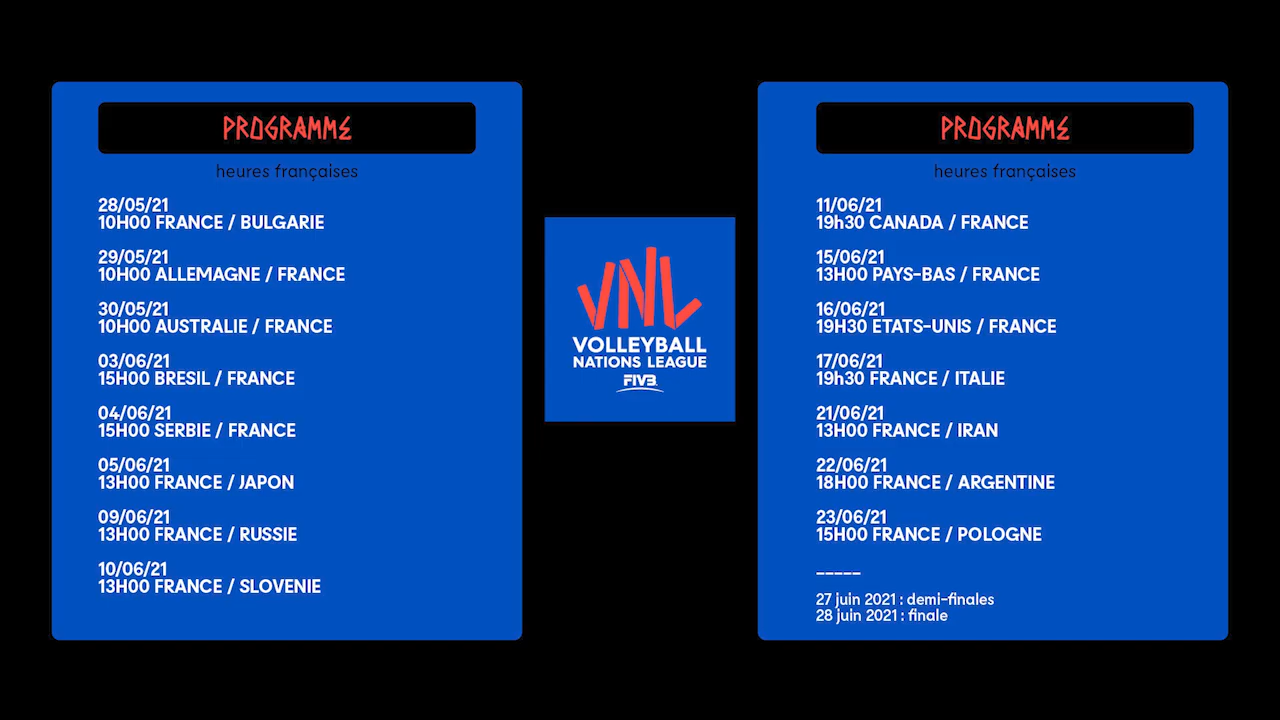 PROGRAMME
heures françaises
28/05/21
10H00 FRANCE / BULGARIE
29/05/21
10H00 ALLEMAGNE / FRANCE
30/05/21
10H00 AUSTRALIE / FRANCE
03/06/21
15H00 BRESIL / FRANCE
04/06/21
15H00 SERBIE / FRANCE
05/06/21
13H00 FRANCE / JAPON
09/06/21
13H00 FRANCE / RUSSIE
10/06/21
13H00 FRANCE / SLOVENIE
VNL
VOLLEYBALL
NATIONS LEAGUE
FIVB
PROGRAMME
heures françaises
11/06/21
19h30 CANADA / FRANCE
15/06/21
13H00 PAYS-BAS / FRANCE
16/06/21
19H30 ETATS-UNIS / FRANCE
17/06/21
19h30 FRANCE / ITALIE
21/06/21
13H00 FRANCE / IRAN
22/06/21
18H00 FRANCE / ARGENTINE
23/06/21
15H00 FRANCE / POLOGNE
-----
27 juin 2021 : demi-finales
28 juin 2021 : finale